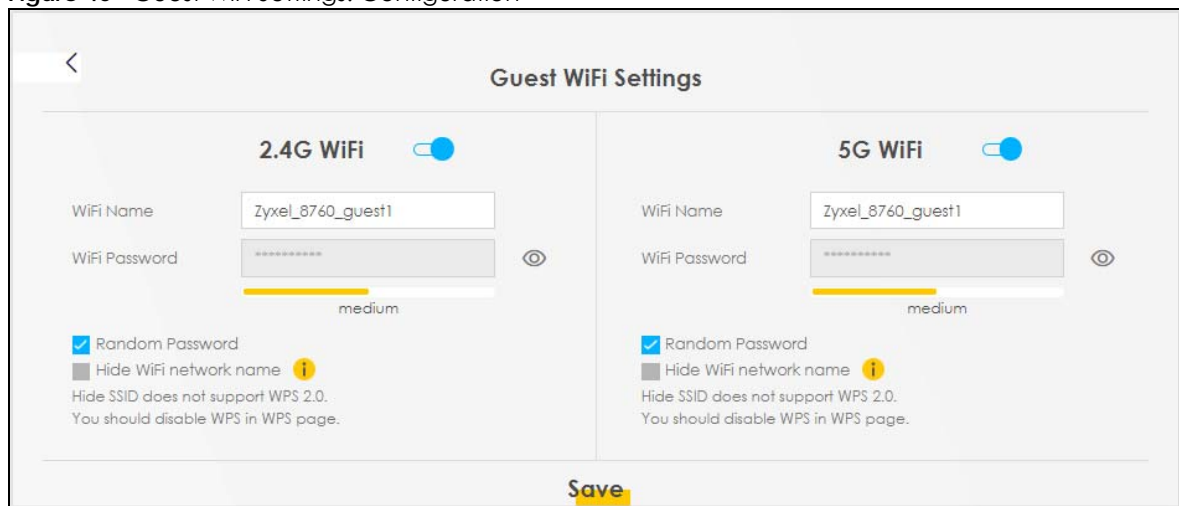 Guest WiFi Settings
2.4G WiFi
WiFi Name
Zyxel_8760_guest1
WiFi Password
**********
medium
Random Password
Hide WiFi network name
i
Hide SSID does not support WPS 2.0.
You should disable WPS in WPS page.
5G WiFi
WiFi Name
Zyxel_8760_guest1
WiFi Password
**********
medium
Random Password
Hide WiFi network name
i
Hide SSID does not support WPS 2.0.
You should disable WPS in WPS page.
Save